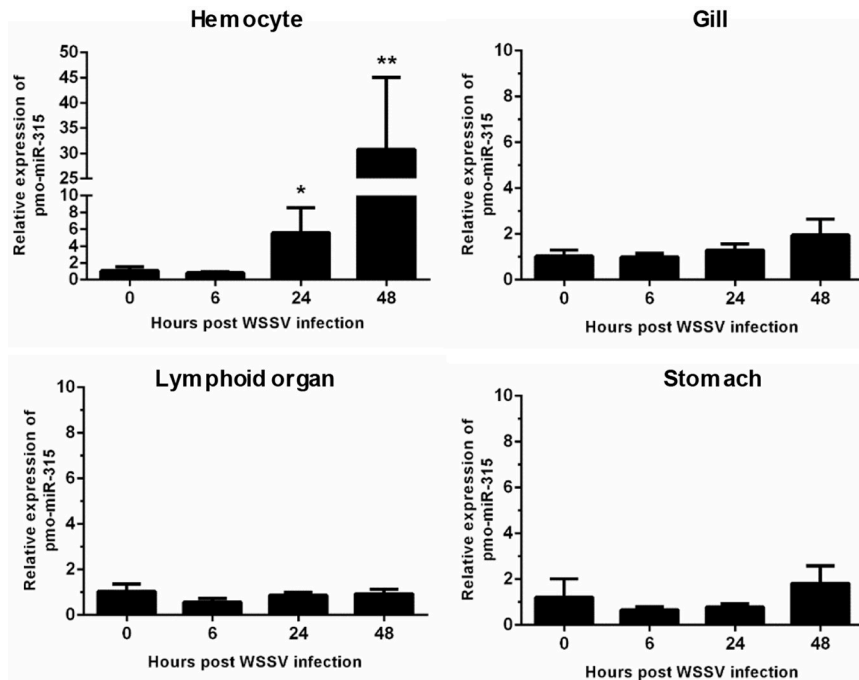 Hemocyte
Relative expression of
pmo-miR-315
50
45
40
35
30
25
10
8
6
4
2
0
*
**
0 6 24 48
Hours post WSSV infection
Gill
Relative expression of
pmo-miR-315
10
8
6
4
2
0
0 6 24 48
Hours post WSSV infection
Lymphoid organ
Relative expression of
pmo-miR-315
10
8
6
4
2
0
0 6 24 48
Hours post WSSV infection
Stomach
Relative expression of
pmo-miR-315
10
8
6
4
2
0
0 6 24 48
Hours post WSSV infection